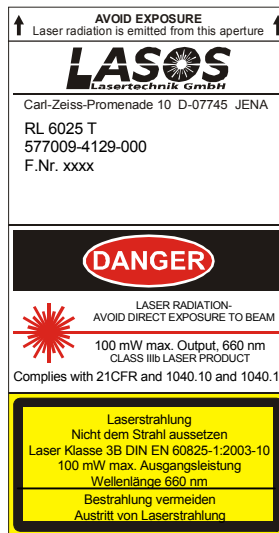 AVOID EXPOSURE
Laser radiation is emitted from this aperture
LASOS
Lasertechnik GmbH
Carl-Zeiss-Promenade 10 D-07745 JENA
RL 6025 T
577009-4129-000
F.Nr. xxxx
DANGER
LASER RADIATION-
AVOID DIRECT EXPOSURE TO BEAM
100 mW max. Output, 660 nm
CLASS IIIb LASER PRODUCT
Complies with 21CFR and 1040.10 and 1040.1
Laserstrahlung
Nicht dem Strahl aussetzen
Laser Klasse 3B DIN EN 60825-1:2003-10
100 mW max. Ausgangsleistung
Wellenlänge 660 nm
Bestrahlung vermeiden
Austritt von Laserstrahlung